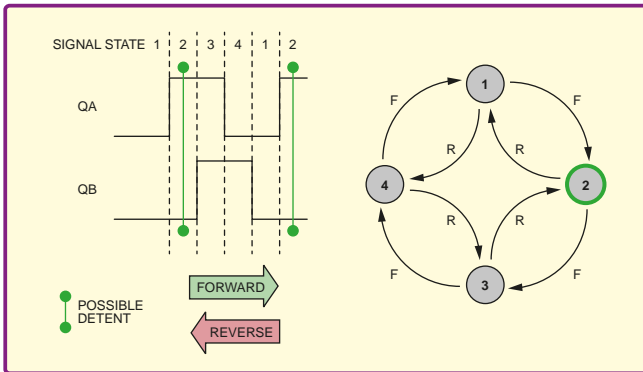 SIGNAL STATE 1 2 3 4 1 2
QA
QB
FORWARD
REVERSE
POSSIBLE
DETENT
1
F
F
R
R
4
2
R
R
F
F
3